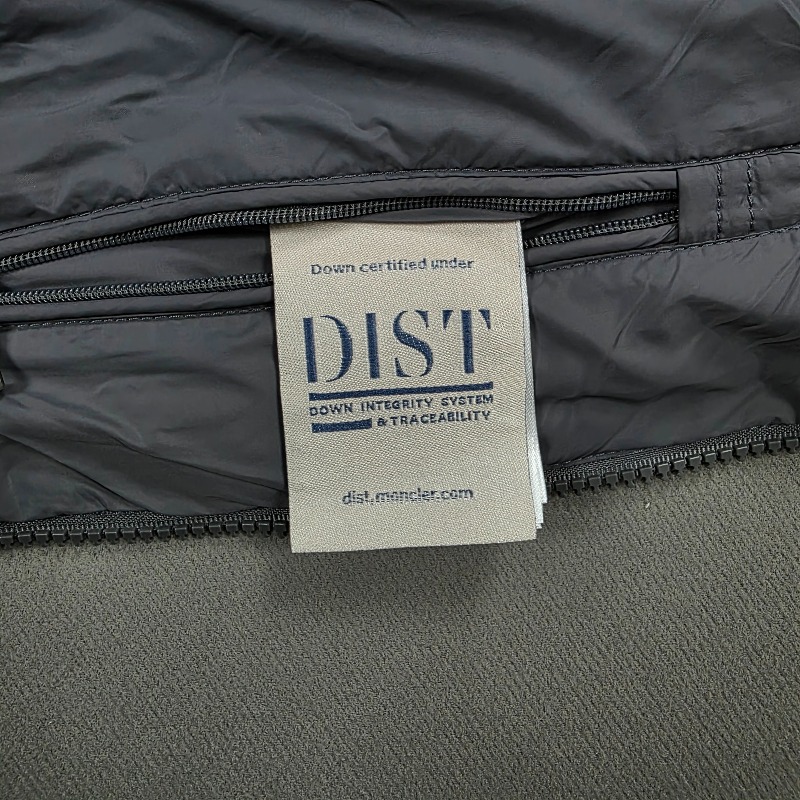 Down certified under
DIST
DOWN INTEGRITY SYSTEM
& TRACEABILITY
dist.moncler.com